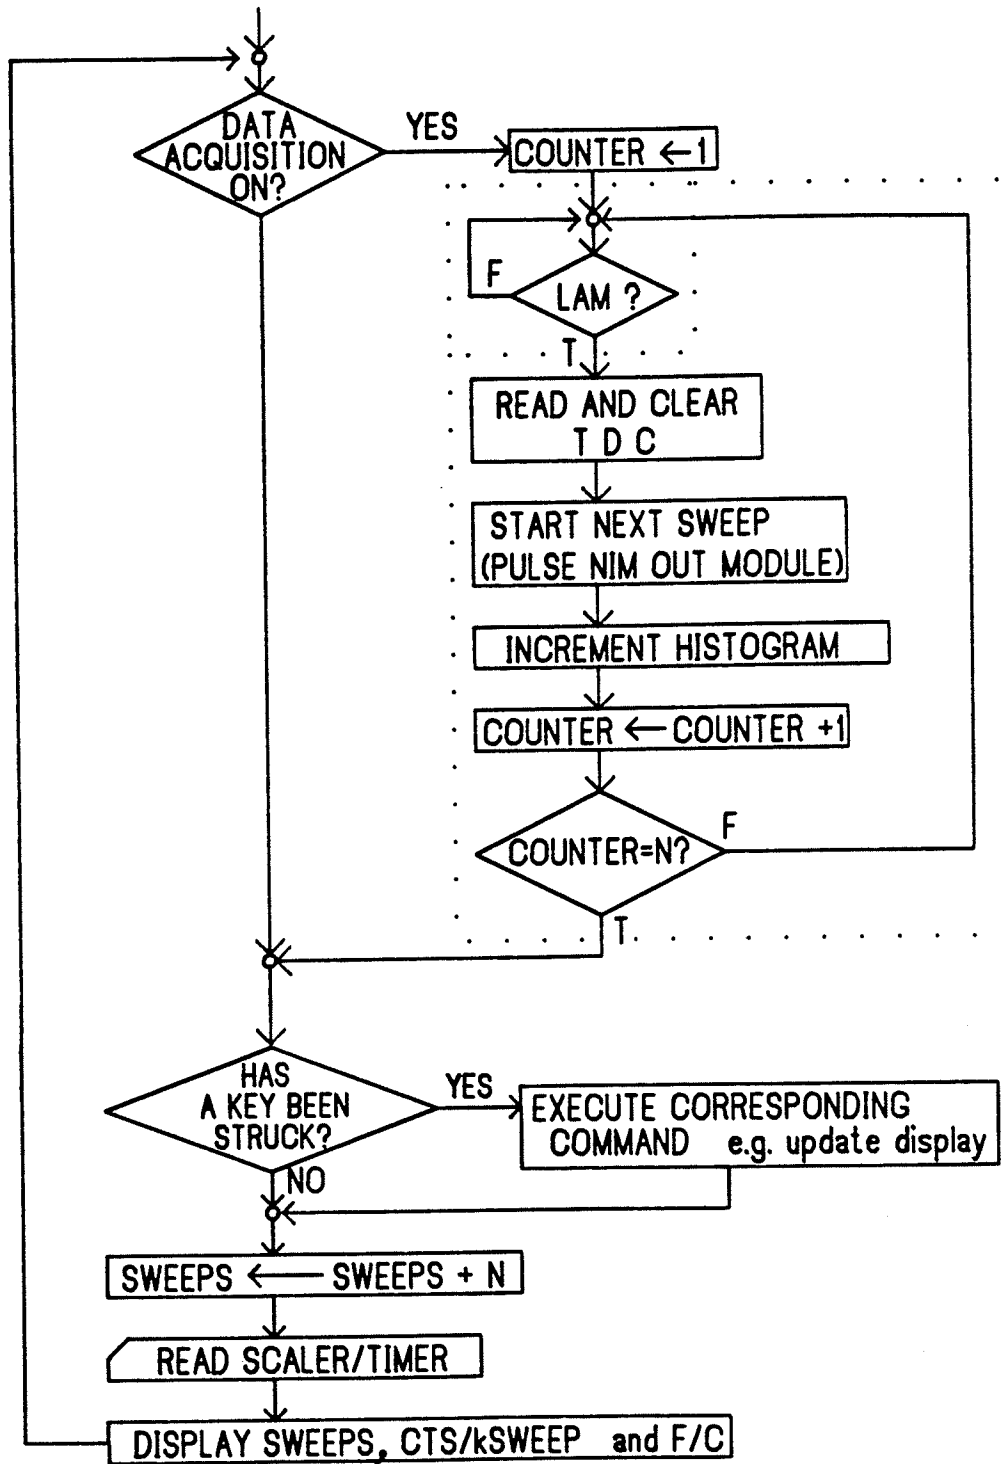 DATA
ACQUISITION
ON?
YES
COUNTER ←1
F
LAM ?
T
READ AND CLEAR
T D C
START NEXT SWEEP
(PULSE NIM OUT MODULE)
INCREMENT HISTOGRAM
COUNTER ← COUNTER +1
COUNTER=N?
F
T
HAS
A KEY BEEN
STRUCK?
YES
EXECUTE CORRESPONDING
COMMAND e.g. update display
NO
SWEEPS ← SWEEPS + N
READ SCALER/TIMER
DISPLAY SWEEPS, CTS/kSWEEP and F/C